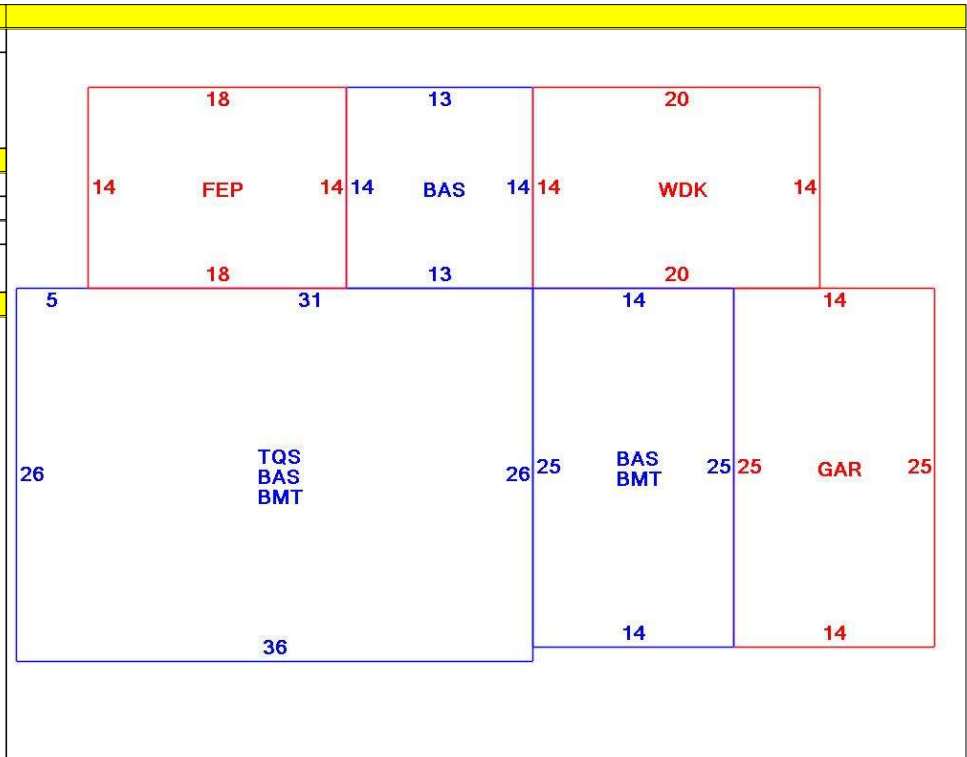 18 13 20
14 FEP 14 14 BAS 14 14 WDK 14
18 13 20
5 31 14 14
TQS
BAS
BMT
26 26
25 BAS 25
BMT
25 GAR 25
14 14
36